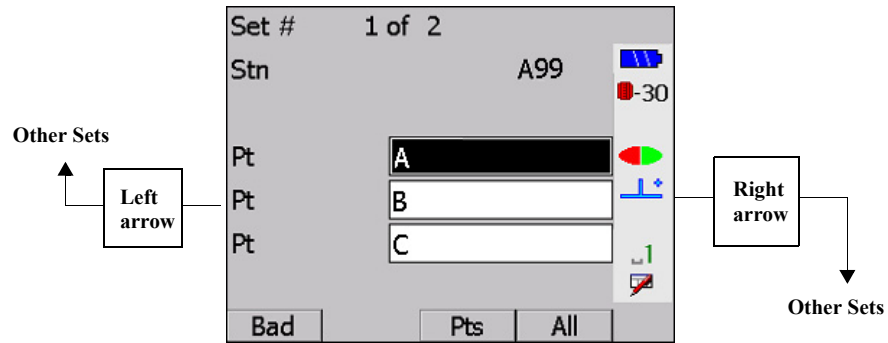 Set # 1 of 2
Stn A99
-30
Other Sets
Pt A
Left arrow
Pt B
Right arrow
Pt C
1
Other Sets
Bad Pts All